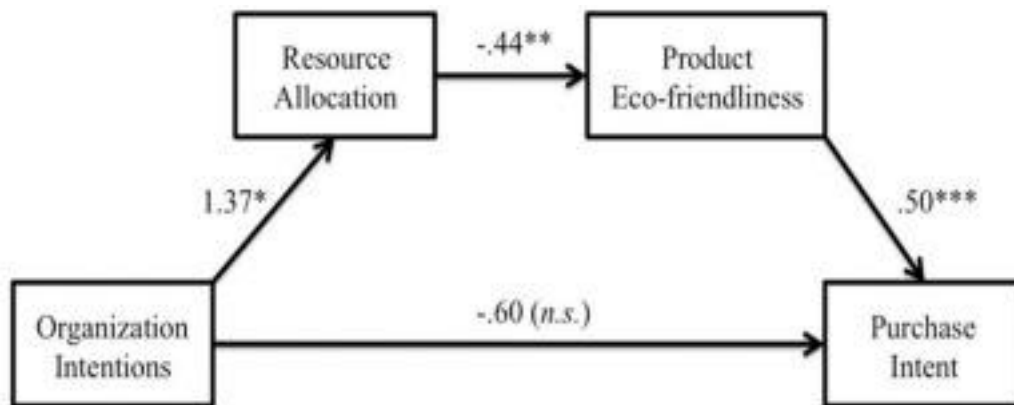 Resource
Allocation
-.44**
Product
Eco-friendliness
1.37*
.50***
Organization
Intentions
-.60 (n.s.)
Purchase
Intent